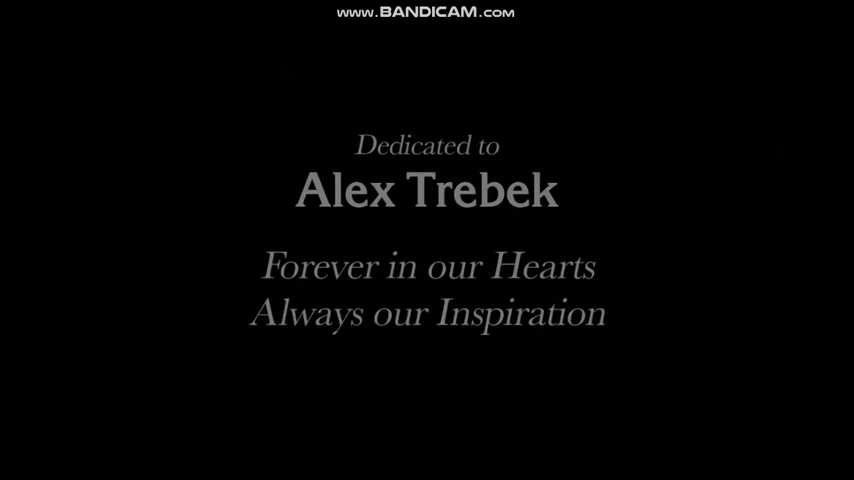 www.BANDICAM.com
Dedicated to
Alex Trebek
Forever in our Hearts
Always our Inspiration